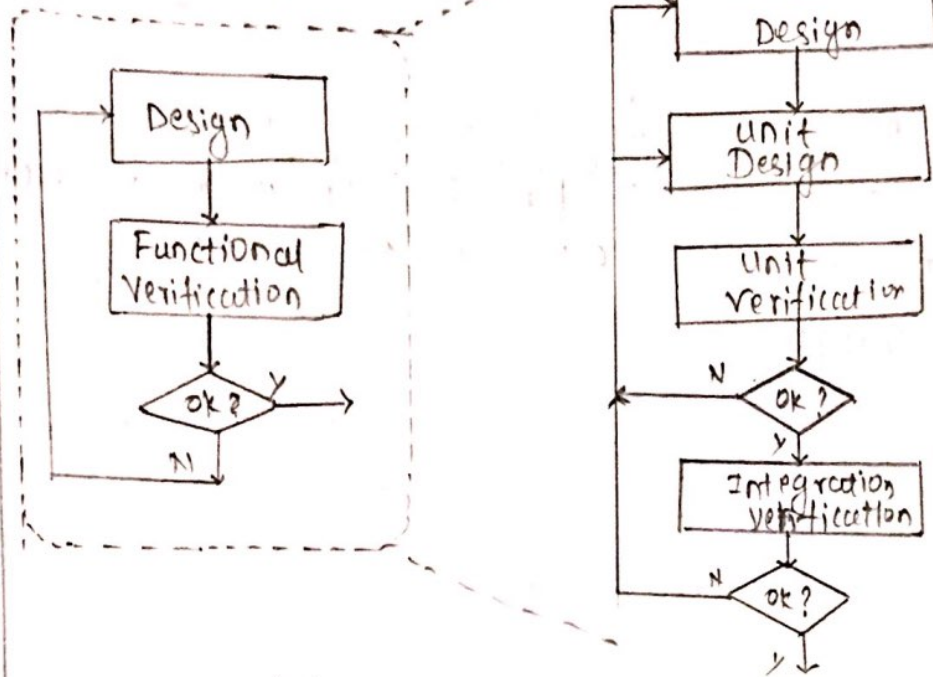 Design
Functional
Verification
OK?
Y
N
Design
Unit
Design
Unit
Verification
N
OK?
Y
Integration
Verification
N
OK?
Y